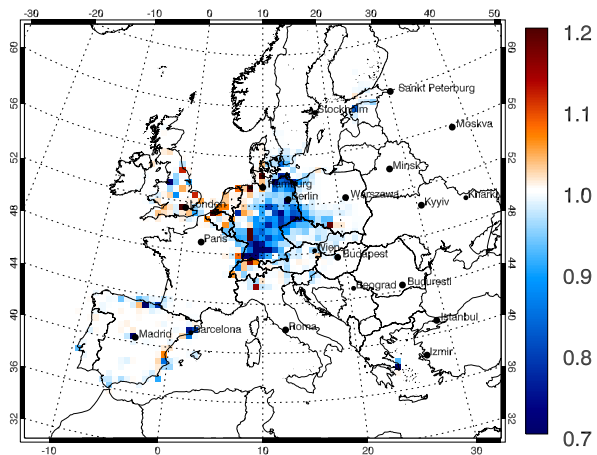 -30 -20 -10 0 10 20 30 40 50
60 60
56 56
52 52
48 48
44 44
40 40
36 36
32 32
-10 0 10 20 30
Sankt Peterburg
Stockholm
Moskva
Minsk
Hamburg
Berlin
Warszawa
Kyyiv
London
Paris
Wien
Budapest
Beograd
Bucuresti
Madrid
Barcelona
Roma
Istanbul
Izmir
1.2
1.1
1.0
0.9
0.8
0.7